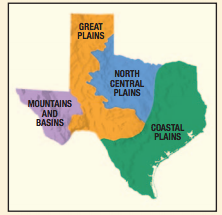 GREAT
PLAINS
NORTH
CENTRAL
PLAINS
MOUNTAINS
AND
BASINS
COASTAL
PLAINS